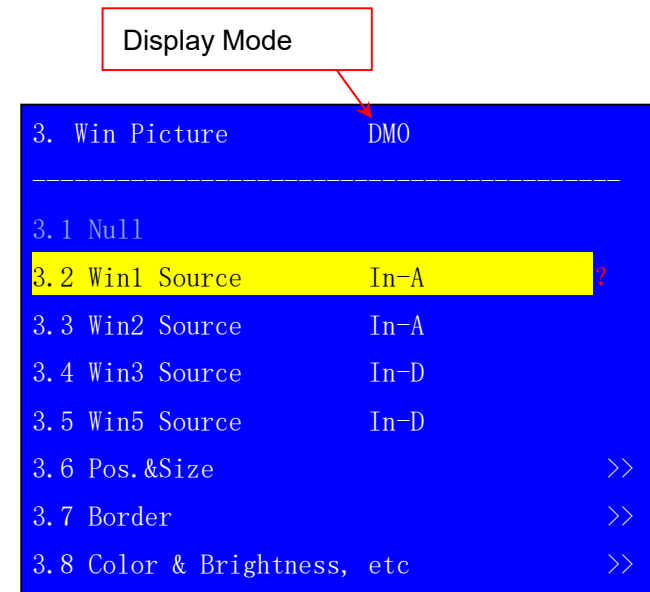 Display Mode
3. Win Picture DM0
------------------------------------------
3.1 Null
3.2 Win1 Source In-A ?
3.3 Win2 Source In-A
3.4 Win3 Source In-D
3.5 Win5 Source In-D
3.6 Pos.&Size >>
3.7 Border >>
3.8 Color & Brightness, etc >>